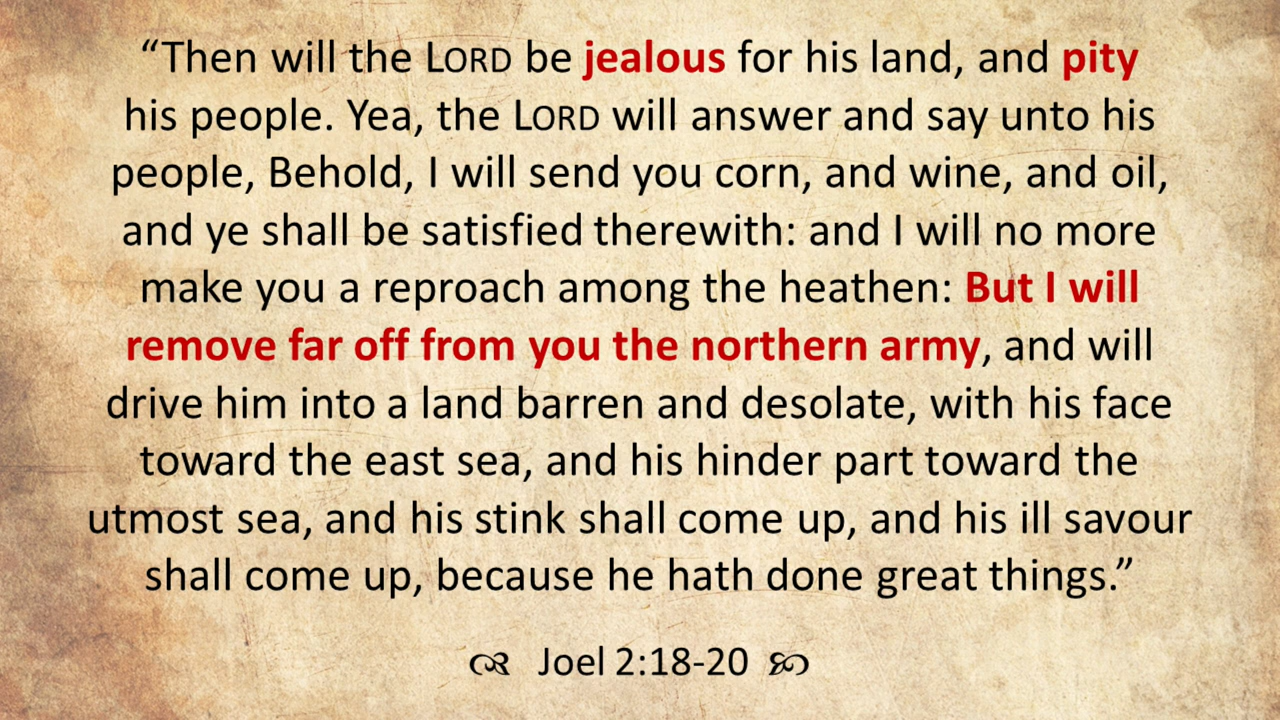 “Then will the LORD be jealous for his land, and pity
his people. Yea, the LORD will answer and say unto his
people, Behold, I will send you corn, and wine, and oil,
and ye shall be satisfied therewith: and I will no more
make you a reproach among the heathen: But I will
remove far off from you the northern army, and will
drive him into a land barren and desolate, with his face
toward the east sea, and his hinder part toward the
utmost sea, and his stink shall come up, and his ill savour
shall come up, because he hath done great things.”
Joel 2:18-20